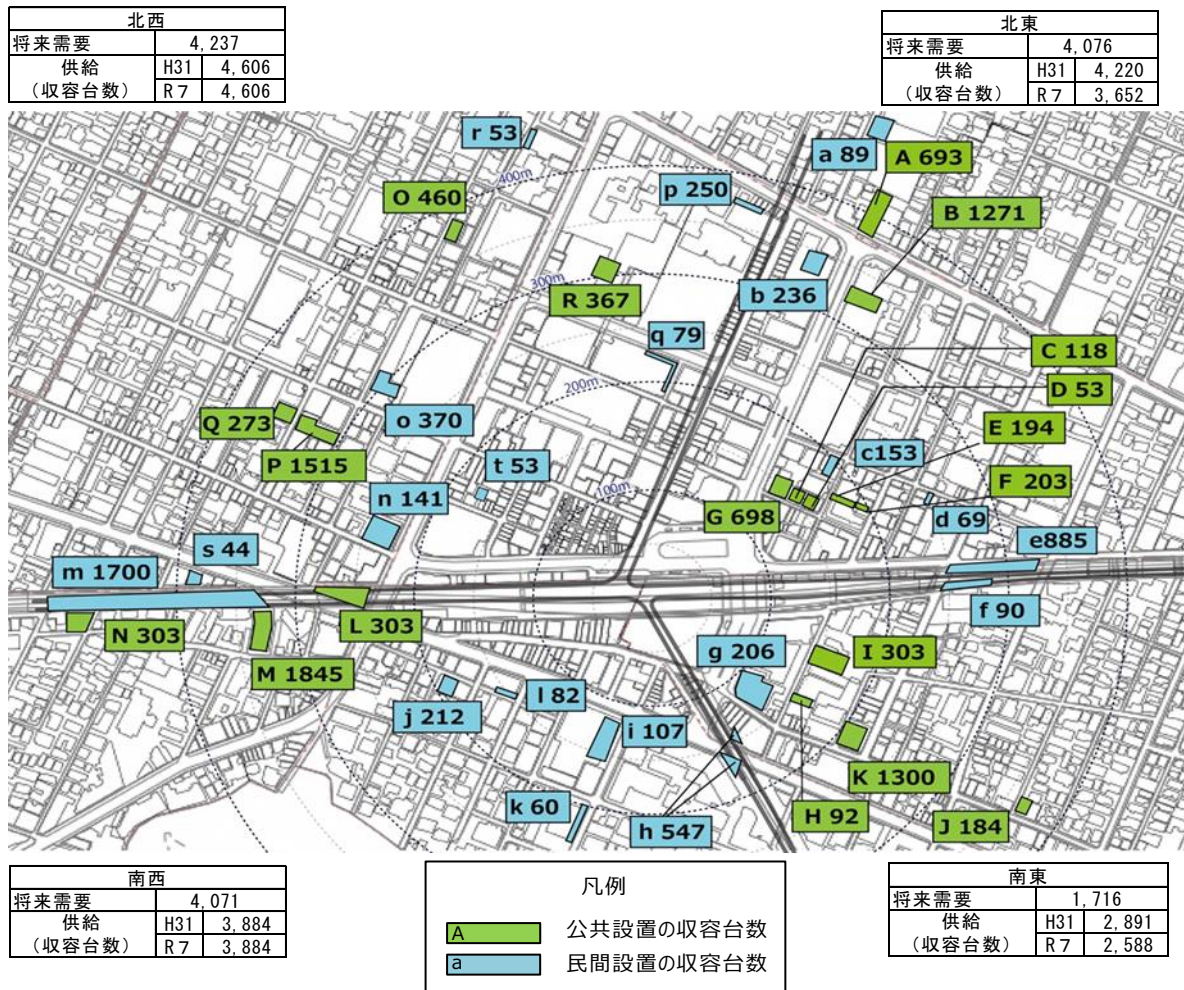 北西
将来需要 4,237
供給 H31 4,606
(収容台数) R7 4,606
北東
将来需要 4,076
供給 H31 4,220
(収容台数) R7 3,652
r 53
a 89
A 693
400m
p 250
O 460
B 1271
300m
R 367
b 236
q 79
C 118
200m
D 53
Q 273
o 370
E 194
P 1515
t 53
c153
n 141
100m
F 203
G 698
d 69
s 44
e885
m 1700
N 303
L 303
f 90
g 206
I 303
M 1845
l 82
j 212
i 107
K 1300
k 60
h 547
H 92
J 184
南西
将来需要 4,071
供給 H31 3,884
(収容台数) R7 3,884
凡例
A 公共設置の収容台数
a 民間設置の収容台数
南東
将来需要 1,716
供給 H31 2,891
(収容台数) R7 2,588